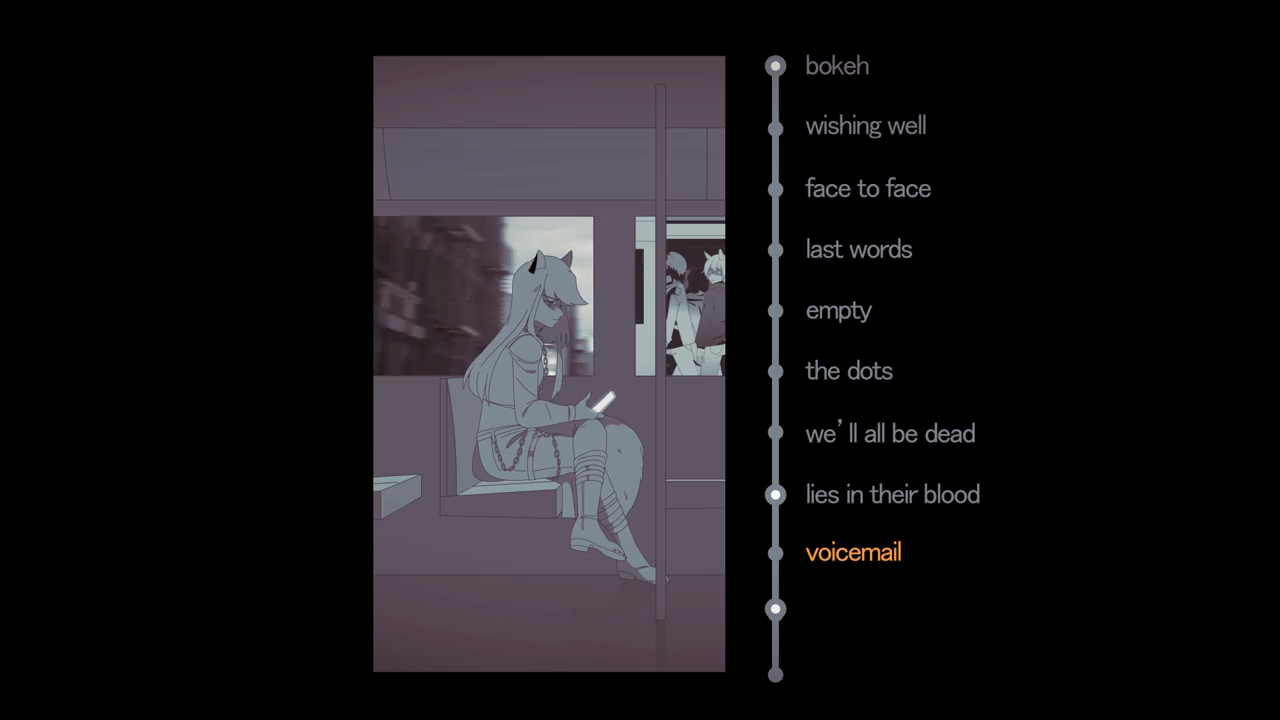 bokeh
wishing well
face to face
last words
empty
the dots
we’ll all be dead
lies in their blood
voicemail